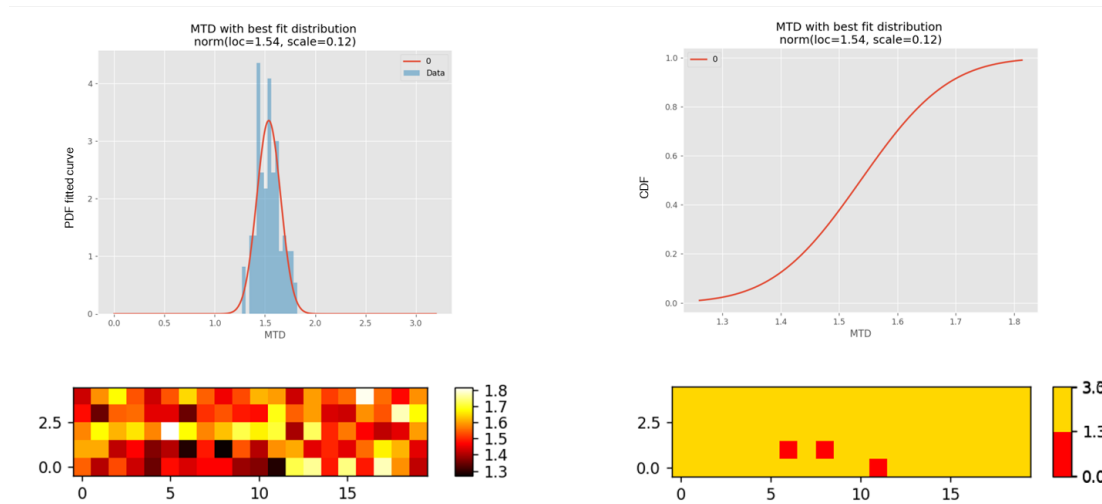 MTD with best fit distribution
norm(loc=1.54, scale=0.12)
0
Data
4
3
2
1
0
PDF fitted curve
0.0 0.5 1.0 1.5 2.0 2.5 3.0
MTD
MTD with best fit distribution
norm(loc=1.54, scale=0.12)
0
1.0
0.8
0.6
0.4
0.2
0.0
CDF
1.3 1.4 1.5 1.6 1.7 1.8
MTD
2.5
0.0
0 5 10 15
1.8
1.7
1.6
1.5
1.4
1.3
2.5
0.0
0 5 10 15
3.8
1.3
0.0